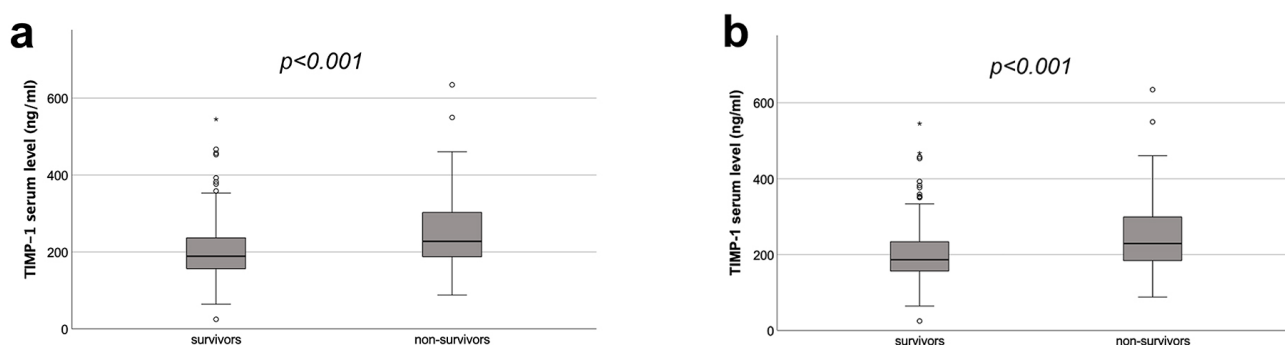 a
p<0.001
TIMP-1 serum level (ng/ml)
600
400
200
0
survivors
non-survivors
b
p<0.001
TIMP-1 serum level (ng/ml)
600
400
200
0
survivors
non-survivors